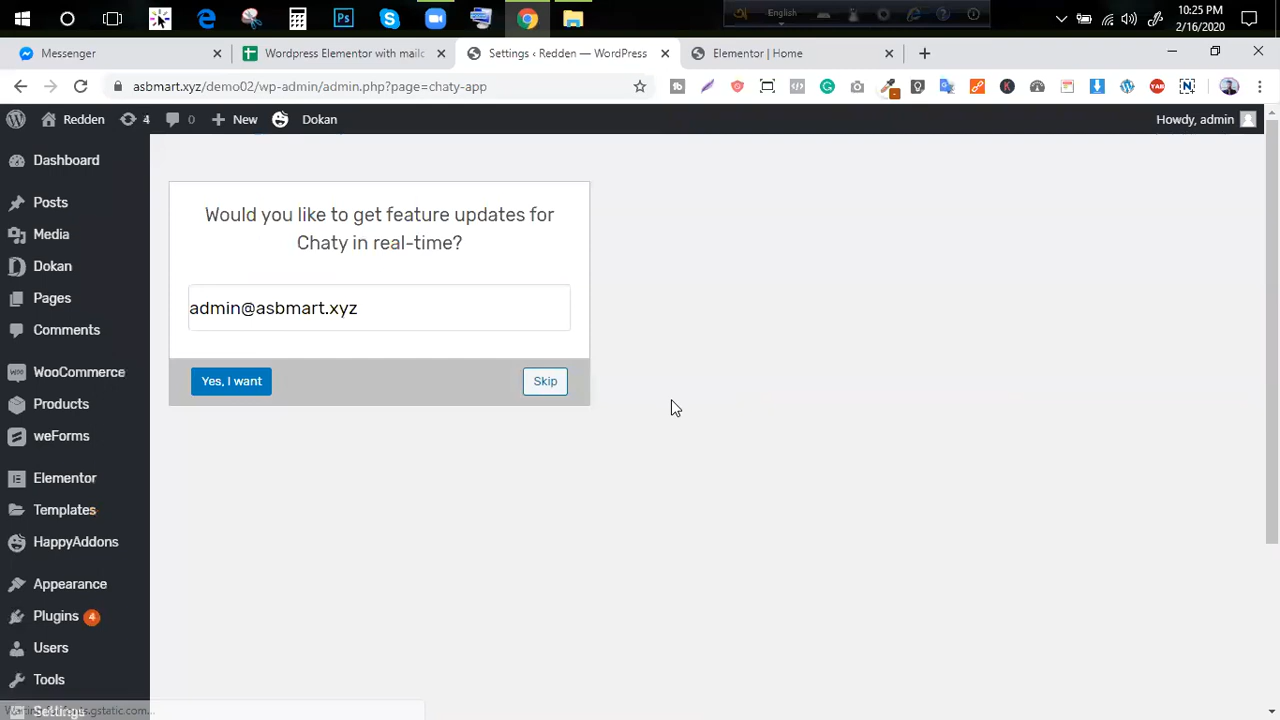 English
10:25 PM
2/16/2020
Messenger
Wordpress Elementor with mailc
Settings ‹ Redden — WordPress
Elementor | Home
asbmart.xyz/demo02/wp-admin/admin.php?page=chaty-app
Redden
4
0
New
Dokan
Howdy, admin
Dashboard
Posts
Media
Dokan
Pages
Comments
WooCommerce
Products
weForms
Elementor
Templates
HappyAddons
Appearance
Plugins 4
Users
Tools
Settings
Would you like to get feature updates for
Chaty in real-time?
admin@asbmart.xyz
Yes, I want
Skip